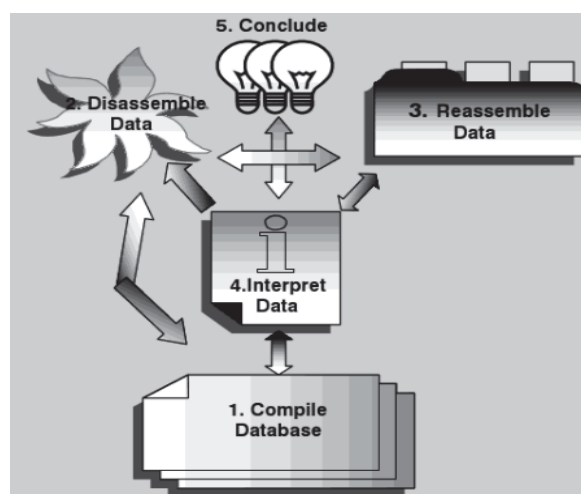 5. Conclude
2. Disassemble
Data
3. Reassemble
Data
i
4.Interpret
Data
1. Compile
Database